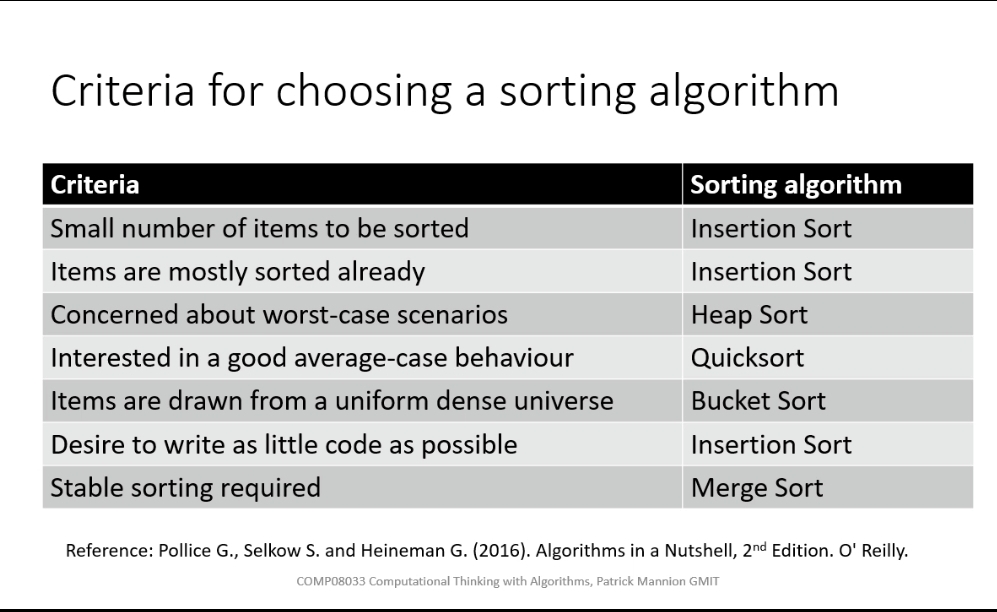 Criteria for choosing a sorting algorithm
Criteria Sorting algorithm
Small number of items to be sorted Insertion Sort
Items are mostly sorted already Insertion Sort
Concerned about worst-case scenarios Heap Sort
Interested in a good average-case behaviour Quicksort
Items are drawn from a uniform dense universe Bucket Sort
Desire to write as little code as possible Insertion Sort
Stable sorting required Merge Sort
Reference: Pollice G., Selkow S. and Heineman G. (2016). Algorithms in a Nutshell, 2nd Edition. O' Reilly.
COMP08033 Computational Thinking with Algorithms, Patrick Mannion GMIT